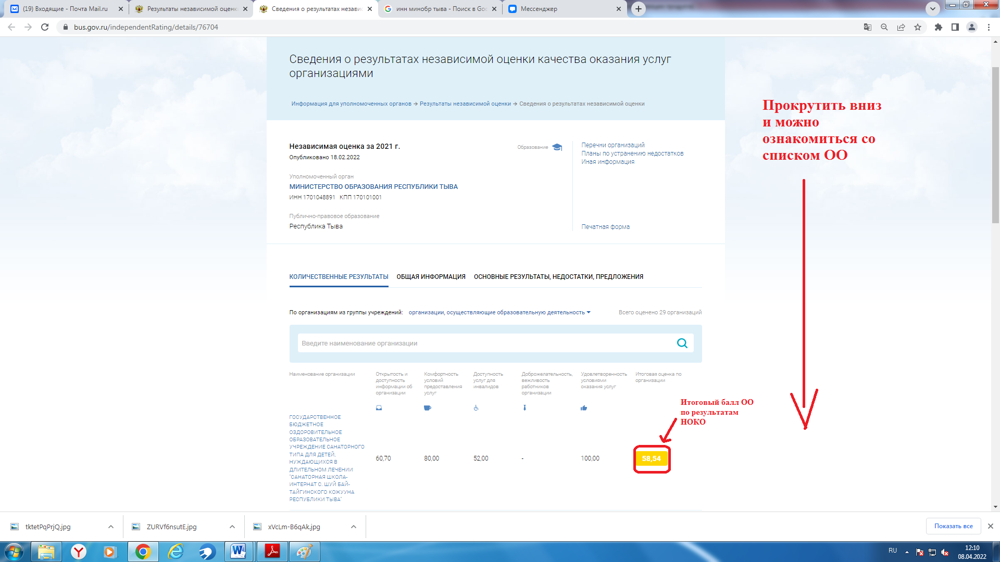 (19) Входящие - Почта Mail.ru
Результаты независимой оценк
Сведения о результатах независ
инн минобр тыва - Поиск в Goo
Мессенджер
bus.gov.ru/independentRating/details/76704
Сведения о результатах независимой оценки качества оказания услуг
организациями
Информация для уполномоченных органов → Результаты независимой оценки → Сведения о результатах независимой оценки
Прокрутить вниз
и можно
ознакомиться со
списком ОО
Независимая оценка за 2021 г.
Опубликовано 18.02.2022
Образование
Перечни организаций
Планы по устранению недостатков
Иная информация
Уполномоченный орган
МИНИСТЕРСТВО ОБРАЗОВАНИЯ РЕСПУБЛИКИ ТЫВА
ИНН 1701048891 КПП 170101001
Публично-правовое образование
Республика Тыва
Печатная форма
КОЛИЧЕСТВЕННЫЕ РЕЗУЛЬТАТЫ
ОБЩАЯ ИНФОРМАЦИЯ
ОСНОВНЫЕ РЕЗУЛЬТАТЫ, НЕДОСТАТКИ, ПРЕДЛОЖЕНИЯ
По организациям из группы учреждений: организации, осуществляющие образовательную деятельность
Всего оценено 29 организаций
Введите наименование организации
Наименование организации
Открытость и
доступность
информации об
организации
Комфортность
условий
предоставления
услуг
Доступность
услуг для
инвалидов
Доброжелательность,
вежливость
работников
организации
Удовлетворенность
условиями
оказания услуг
Итоговая оценка по
организации
Итоговый балл ОО
по результатам
НОКО
ГОСУДАРСТВЕННОЕ
БЮДЖЕТНОЕ
ОЗДОРОВИТЕЛЬНОЕ
ОБРАЗОВАТЕЛЬНОЕ
УЧРЕЖДЕНИЕ САНАТОРНОГО
ТИПА ДЛЯ ДЕТЕЙ,
НУЖДАЮЩИХСЯ В
ДЛИТЕЛЬНОМ ЛЕЧЕНИИ
"САНАТОРНАЯ ШКОЛА-
ИНТЕРНАТ С. ШУЙ БАЙ-
ТАЙГИНСКОГО КОЖУУНА
РЕСПУБЛИКИ ТЫВА"
60,70
80,00
52,00
-
100,00
58,54
tktetPqPrjQ.jpg
ZURVf6nsutE.jpg
xVcLm-B6qAk.jpg
Показать все
RU
12:10
08.04.2022